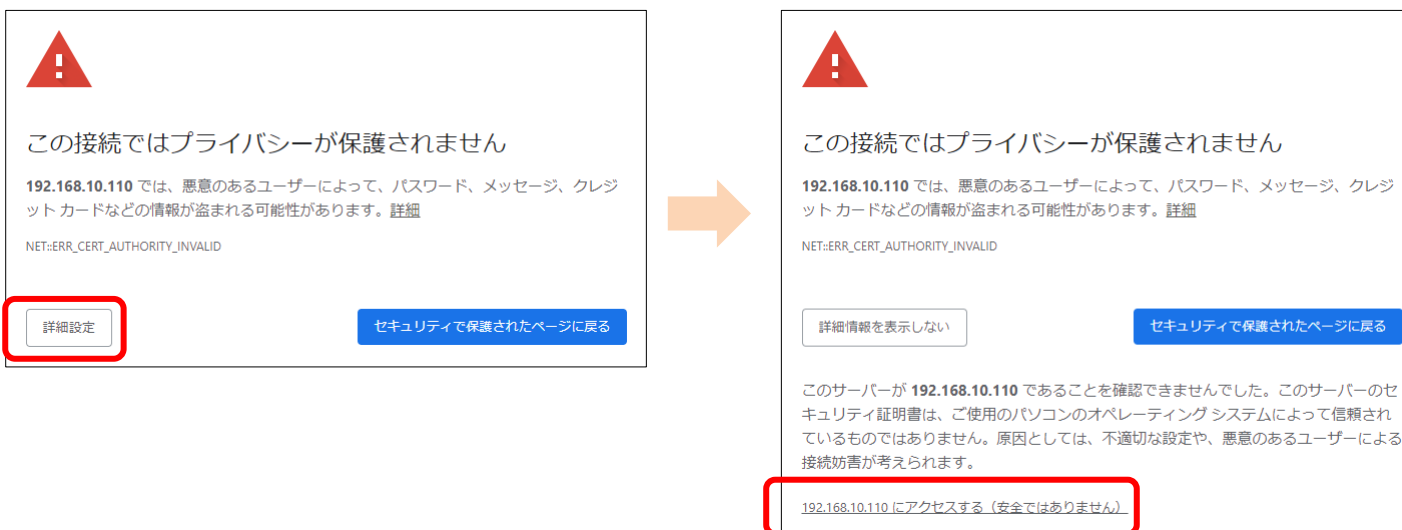 この接続ではプライバシーが保護されません
192.168.10.110 では、悪意のあるユーザーによって、パスワード、メッセージ、クレジ
ット カードなどの情報が盗まれる可能性があります。詳細
NET::ERR_CERT_AUTHORITY_INVALID
詳細設定
セキュリティで保護されたページに戻る
この接続ではプライバシーが保護されません
192.168.10.110 では、悪意のあるユーザーによって、パスワード、メッセージ、クレジ
ット カードなどの情報が盗まれる可能性があります。詳細
NET::ERR_CERT_AUTHORITY_INVALID
詳細情報を表示しない
セキュリティで保護されたページに戻る
このサーバーが 192.168.10.110 であることを確認できませんでした。このサーバーのセ
キュリティ証明書は、ご使用のパソコンのオペレーティング システムによって信頼され
ているものではありません。原因としては、不適切な設定や、悪意のあるユーザーによる
接続妨害が考えられます。
192.168.10.110 にアクセスする（安全ではありません）